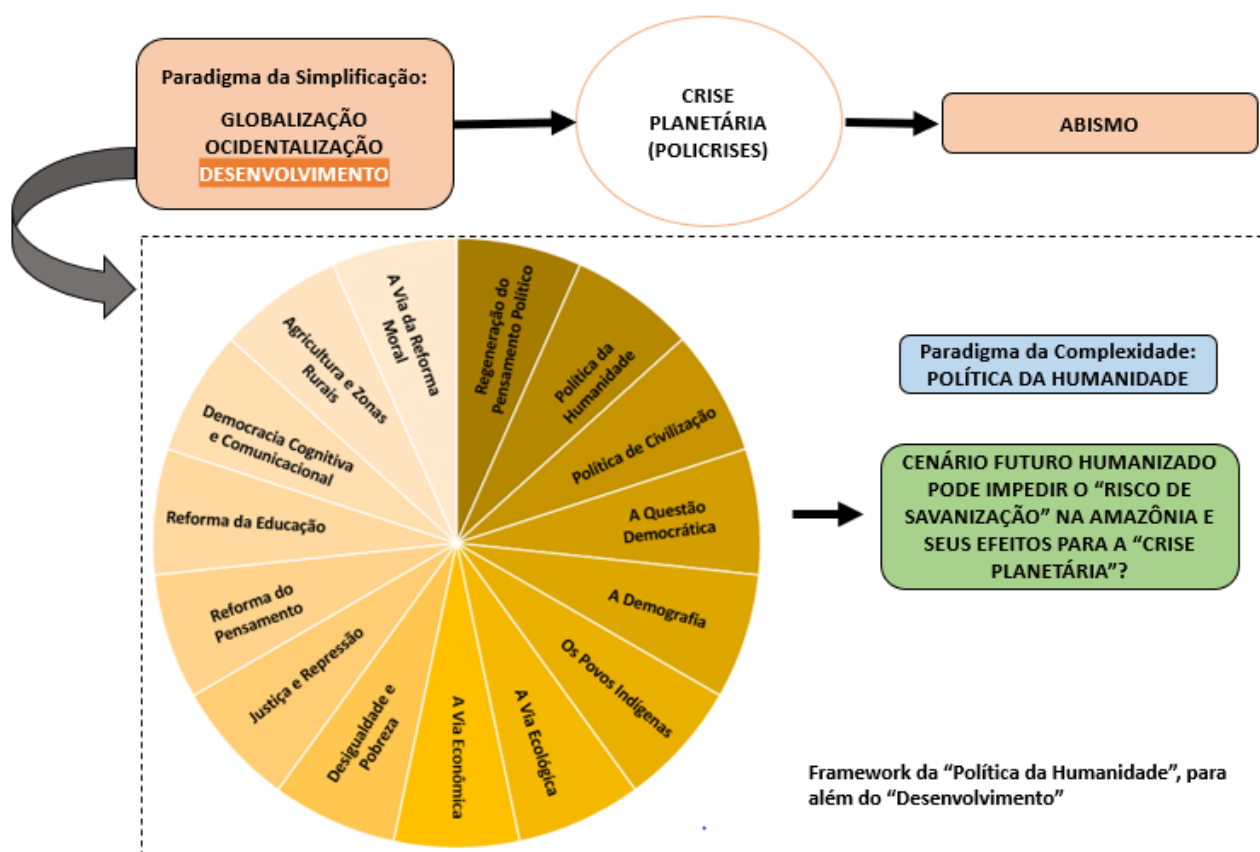 Paradigma da Simplificação:
GLOBALIZAÇÃO
OCIDENTALIZAÇÃO
DESENVOLVIMENTO
CRISE
PLANETÁRIA
(POLICRISES)
ABISMO
Regeneração do
Pensamento Político
Política da
Humanidade
Política de Civilização
A Questão
Democrática
A Demografia
Os Povos Indígenas
A Via Ecológica
A Via Econômica
Desigualdade e
Pobreza
Justiça e Repressão
Reforma do
Pensamento
Reforma da Educação
Democracia Cognitiva
e Comunicacional
Agricultura e Zonas
Rurais
A Via da Reforma
Moral
Paradigma da Complexidade:
POLÍTICA DA HUMANIDADE
CENÁRIO FUTURO HUMANIZADO
PODE IMPEDIR O “RISCO DE
SAVANIZAÇÃO” NA AMAZÔNIA E
SEUS EFEITOS PARA A “CRISE
PLANETÁRIA”?
Framework da “Política da Humanidade”, para
além do “Desenvolvimento”